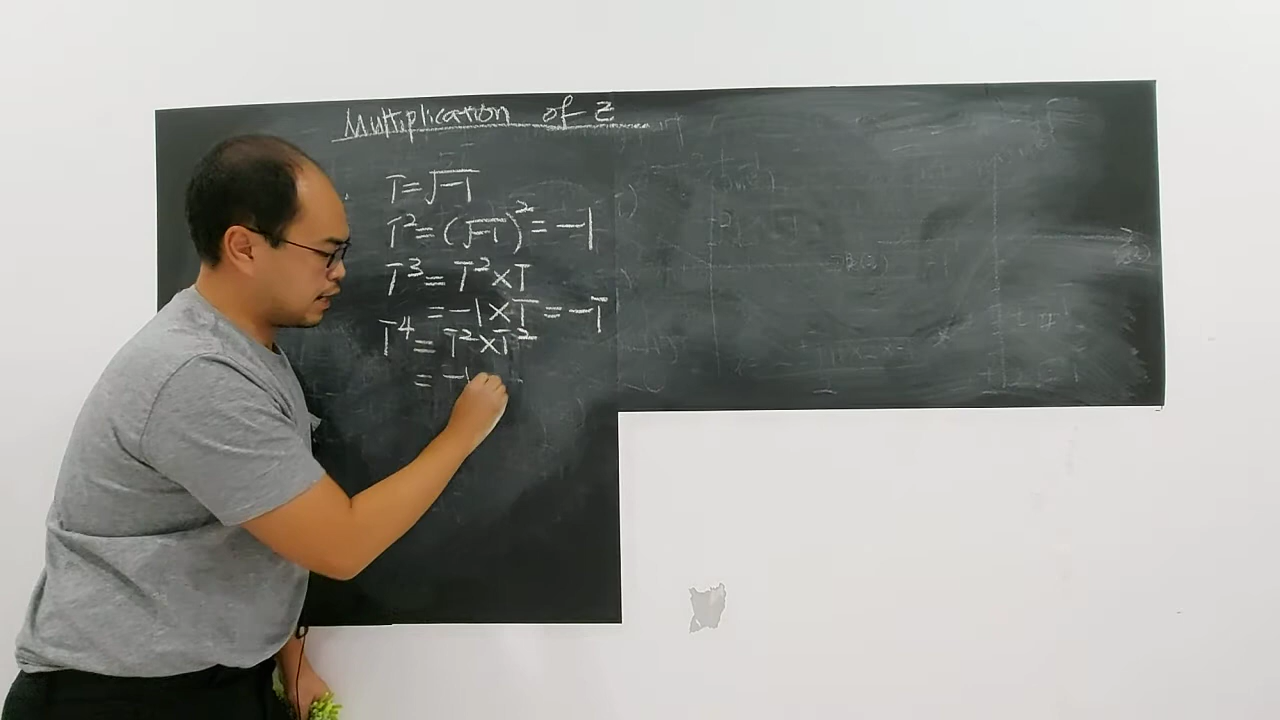 Multiplication of z
i = √-1
i² = (√-1)² = -1
i³ = i² × i
= -1 × i = -i
i⁴ = i² × i²
= -1